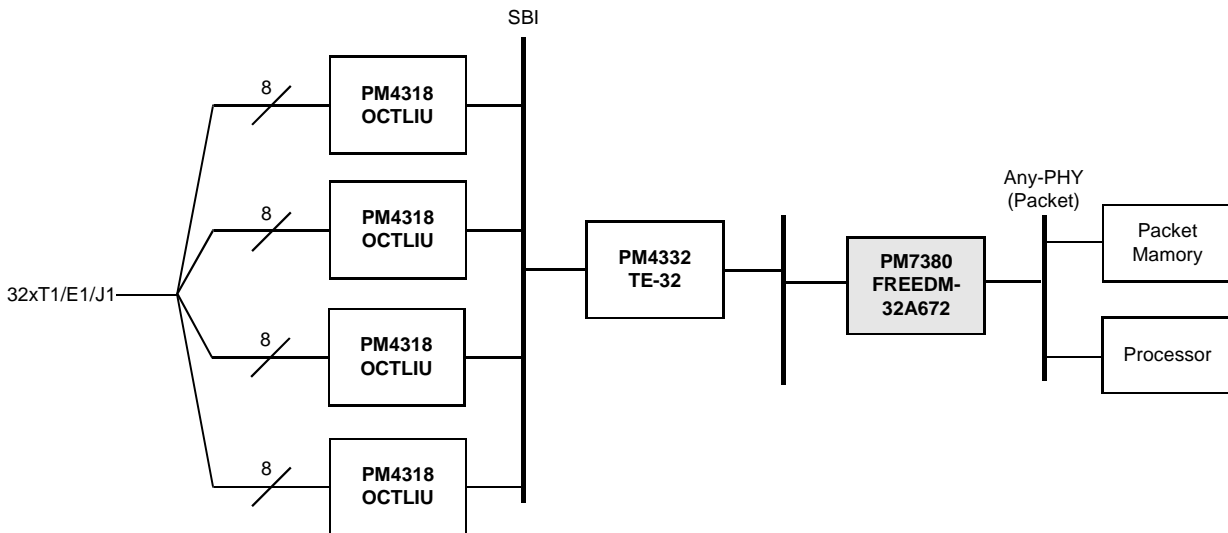 SBI
8
PM4318
OCTLIU
8
PM4318
OCTLIU
Any-PHY
(Packet)
Packet
Mamory
PM4332
TE-32
PM7380
FREEDM-
32A672
32xT1/E1/J1
8
PM4318
OCTLIU
Processor
8
PM4318
OCTLIU